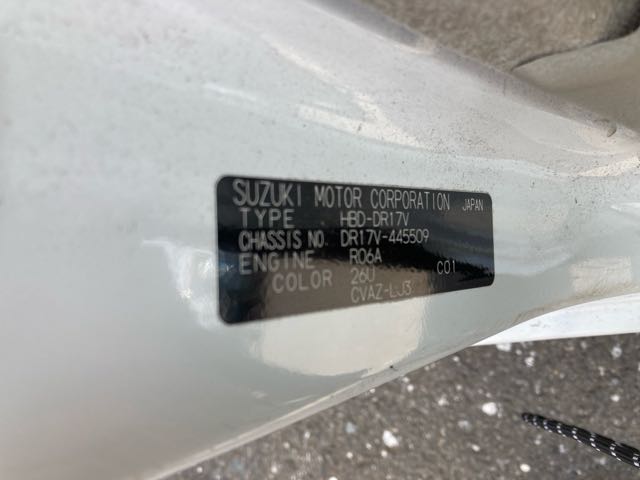 SUZUKI MOTOR CORPORATION JAPAN
TYPE HBD-DR17V
CHASSIS NO. DR17V-445509
ENGINE R06A
COLOR 26U C01
CVAZ-LJ3